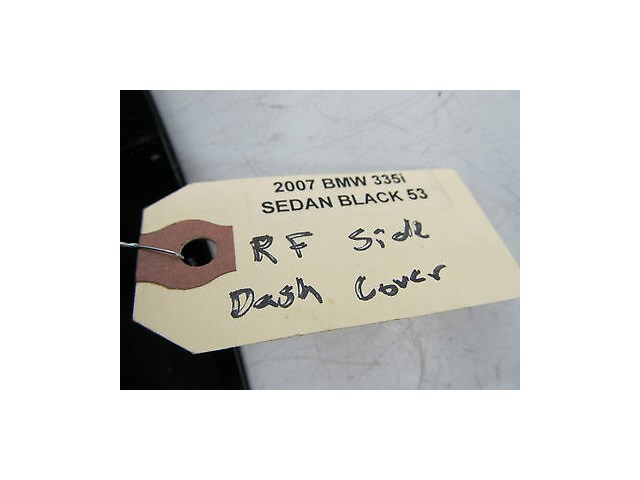 2007 BMW 335i
SEDAN BLACK 53
RF Side
Dash Cover